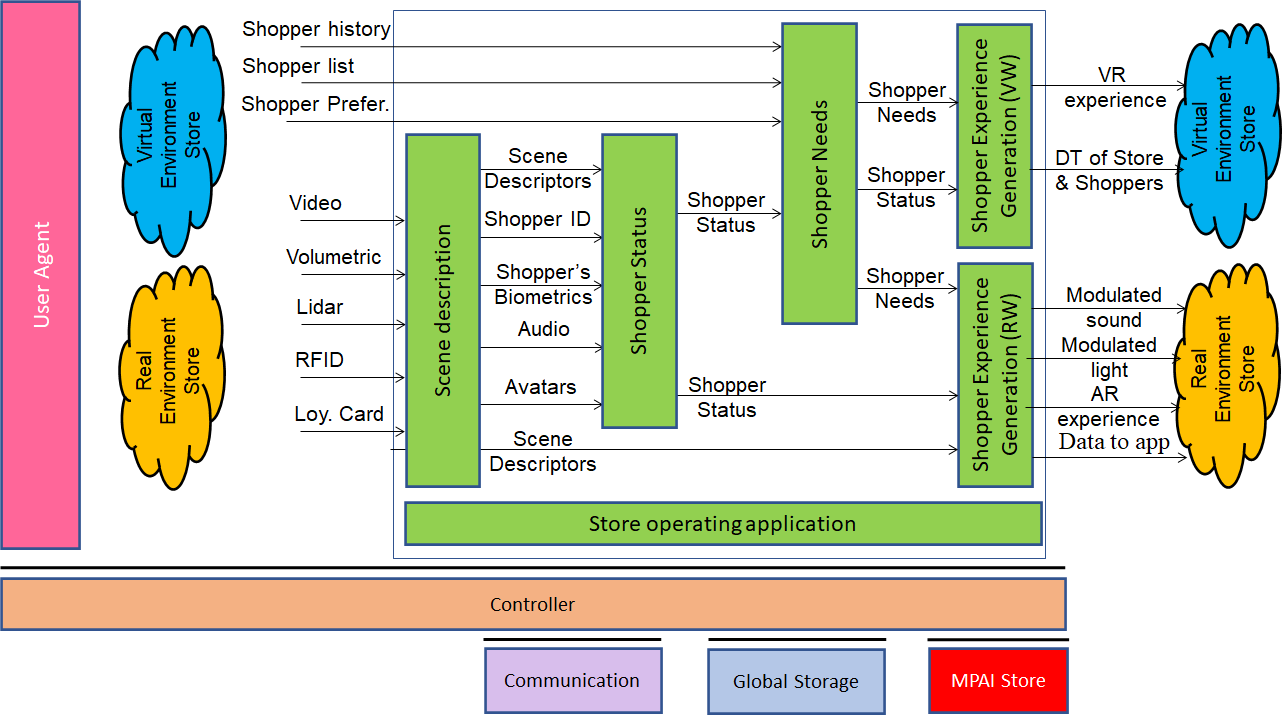 User Agent
Virtual
Environment
Store
Real
Environment
Store
Shopper history
Shopper list
Shopper Prefer.
Video
Volumetric
Lidar
RFID
Loy. Card
Scene description
Scene
Descriptors
Shopper ID
Shopper’s
Biometrics
Audio
Avatars
Scene
Descriptors
Shopper Status
Shopper
Status
Shopper
Status
Shopper Needs
Shopper
Needs
Shopper
Status
Shopper
Needs
Shopper Experience
Generation (VW)
Shopper Experience
Generation (RW)
VR
experience
DT of Store
& Shoppers
Modulated
sound
Modulated
light
AR
experience
Data to app
Virtual
Environment
Store
Real
Environment
Store
Store operating application
Controller
Communication
Global Storage
MPAI Store